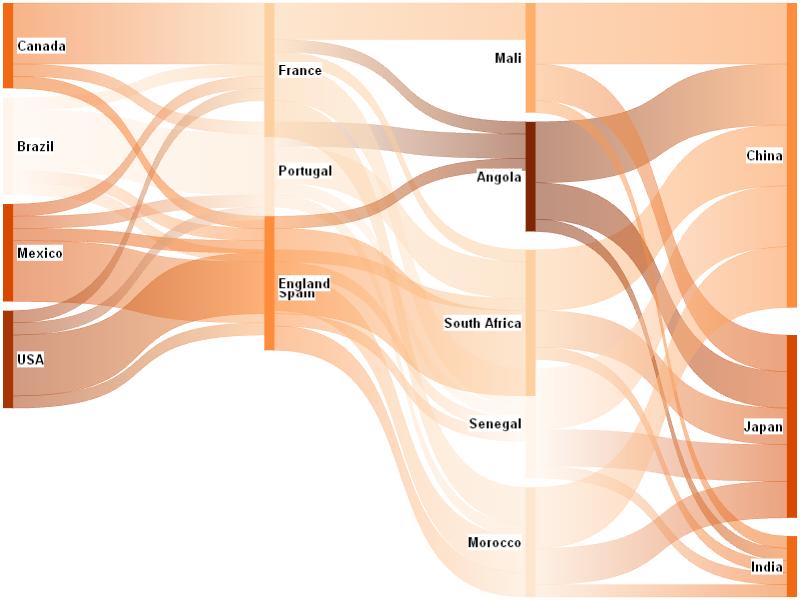 Canada
Brazil
Mexico
USA
France
Portugal
England
Spain
Mali
Angola
South Africa
Senegal
Morocco
China
Japan
India